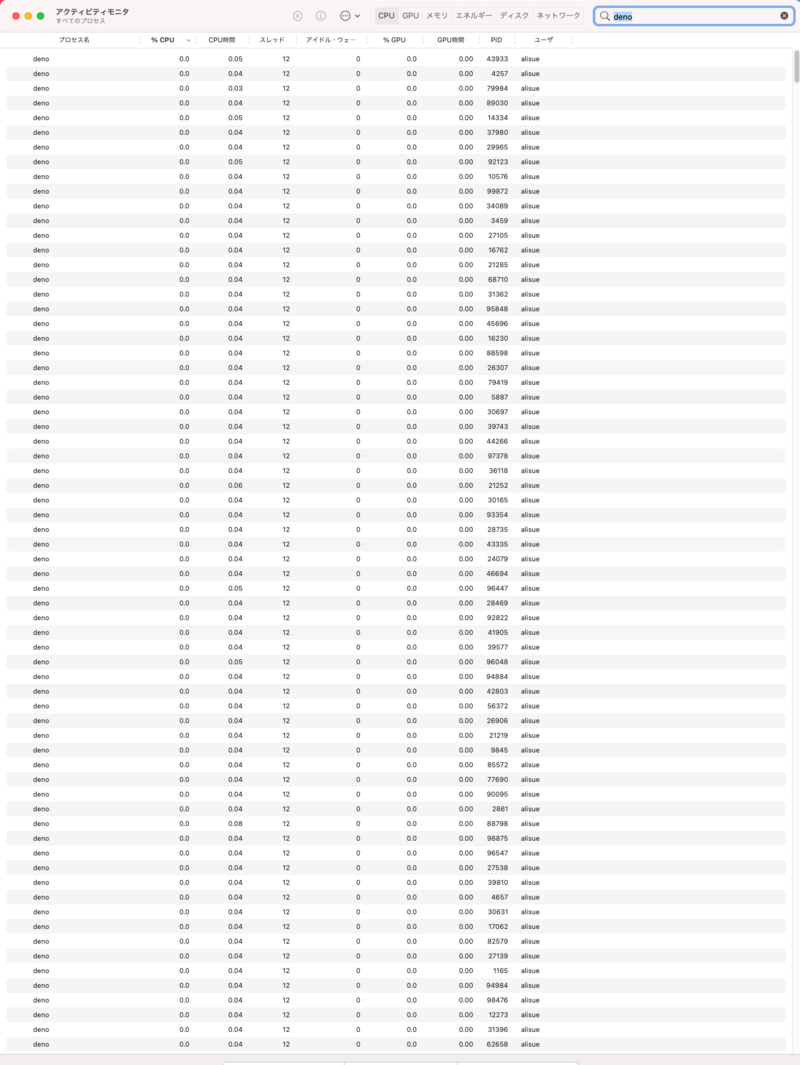 アクティビティモニタ
すべてのプロセス
CPU GPU メモリ エネルギー ディスク ネットワーク
deno
プロセス名 % CPU CPU時間 スレッド アイドル・ウェ… % GPU GPU時間 PID ユーザ
deno 0.0 0.05 12 0 0.0 0.00 43933 alisue
deno 0.0 0.04 12 0 0.0 0.00 4257 alisue
deno 0.0 0.03 12 0 0.0 0.00 79984 alisue
deno 0.0 0.04 12 0 0.0 0.00 89030 alisue
deno 0.0 0.05 12 0 0.0 0.00 14334 alisue
deno 0.0 0.04 12 0 0.0 0.00 37980 alisue
deno 0.0 0.04 12 0 0.0 0.00 29965 alisue
deno 0.0 0.05 12 0 0.0 0.00 92123 alisue
deno 0.0 0.04 12 0 0.0 0.00 10576 alisue
deno 0.0 0.04 12 0 0.0 0.00 99872 alisue
deno 0.0 0.04 12 0 0.0 0.00 34089 alisue
deno 0.0 0.04 12 0 0.0 0.00 3459 alisue
deno 0.0 0.04 12 0 0.0 0.00 27105 alisue
deno 0.0 0.04 12 0 0.0 0.00 16762 alisue
deno 0.0 0.04 12 0 0.0 0.00 21285 alisue
deno 0.0 0.04 12 0 0.0 0.00 68710 alisue
deno 0.0 0.04 12 0 0.0 0.00 31362 alisue
deno 0.0 0.04 12 0 0.0 0.00 95848 alisue
deno 0.0 0.04 12 0 0.0 0.00 45696 alisue
deno 0.0 0.04 12 0 0.0 0.00 16230 alisue
deno 0.0 0.04 12 0 0.0 0.00 88598 alisue
deno 0.0 0.04 12 0 0.0 0.00 26307 alisue
deno 0.0 0.04 12 0 0.0 0.00 79419 alisue
deno 0.0 0.04 12 0 0.0 0.00 5887 alisue
deno 0.0 0.04 12 0 0.0 0.00 30697 alisue
deno 0.0 0.04 12 0 0.0 0.00 39743 alisue
deno 0.0 0.04 12 0 0.0 0.00 44266 alisue
deno 0.0 0.04 12 0 0.0 0.00 97378 alisue
deno 0.0 0.04 12 0 0.0 0.00 36118 alisue
deno 0.0 0.06 12 0 0.0 0.00 21252 alisue
deno 0.0 0.04 12 0 0.0 0.00 30165 alisue
deno 0.0 0.04 12 0 0.0 0.00 93354 alisue
deno 0.0 0.04 12 0 0.0 0.00 28735 alisue
deno 0.0 0.04 12 0 0.0 0.00 43335 alisue
deno 0.0 0.04 12 0 0.0 0.00 24079 alisue
deno 0.0 0.04 12 0 0.0 0.00 46694 alisue
deno 0.0 0.05 12 0 0.0 0.00 96447 alisue
deno 0.0 0.04 12 0 0.0 0.00 28469 alisue
deno 0.0 0.04 12 0 0.0 0.00 92822 alisue
deno 0.0 0.04 12 0 0.0 0.00 41905 alisue
deno 0.0 0.04 12 0 0.0 0.00 39577 alisue
deno 0.0 0.05 12 0 0.0 0.00 96048 alisue
deno 0.0 0.04 12 0 0.0 0.00 94884 alisue
deno 0.0 0.04 12 0 0.0 0.00 42803 alisue
deno 0.0 0.04 12 0 0.0 0.00 56372 alisue
deno 0.0 0.04 12 0 0.0 0.00 26906 alisue
deno 0.0 0.04 12 0 0.0 0.00 21219 alisue
deno 0.0 0.04 12 0 0.0 0.00 9845 alisue
deno 0.0 0.04 12 0 0.0 0.00 85572 alisue
deno 0.0 0.04 12 0 0.0 0.00 77690 alisue
deno 0.0 0.04 12 0 0.0 0.00 90095 alisue
deno 0.0 0.04 12 0 0.0 0.00 2861 alisue
deno 0.0 0.08 12 0 0.0 0.00 88798 alisue
deno 0.0 0.04 12 0 0.0 0.00 98875 alisue
deno 0.0 0.04 12 0 0.0 0.00 96547 alisue
deno 0.0 0.04 12 0 0.0 0.00 27538 alisue
deno 0.0 0.04 12 0 0.0 0.00 39810 alisue
deno 0.0 0.04 12 0 0.0 0.00 4657 alisue
deno 0.0 0.04 12 0 0.0 0.00 30631 alisue
deno 0.0 0.04 12 0 0.0 0.00 17062 alisue
deno 0.0 0.04 12 0 0.0 0.00 82579 alisue
deno 0.0 0.04 12 0 0.0 0.00 27139 alisue
deno 0.0 0.04 12 0 0.0 0.00 1165 alisue
deno 0.0 0.04 12 0 0.0 0.00 94984 alisue
deno 0.0 0.04 12 0 0.0 0.00 98476 alisue
deno 0.0 0.04 12 0 0.0 0.00 12273 alisue
deno 0.0 0.04 12 0 0.0 0.00 31396 alisue
deno 0.0 0.04 12 0 0.0 0.00 62658 alisue